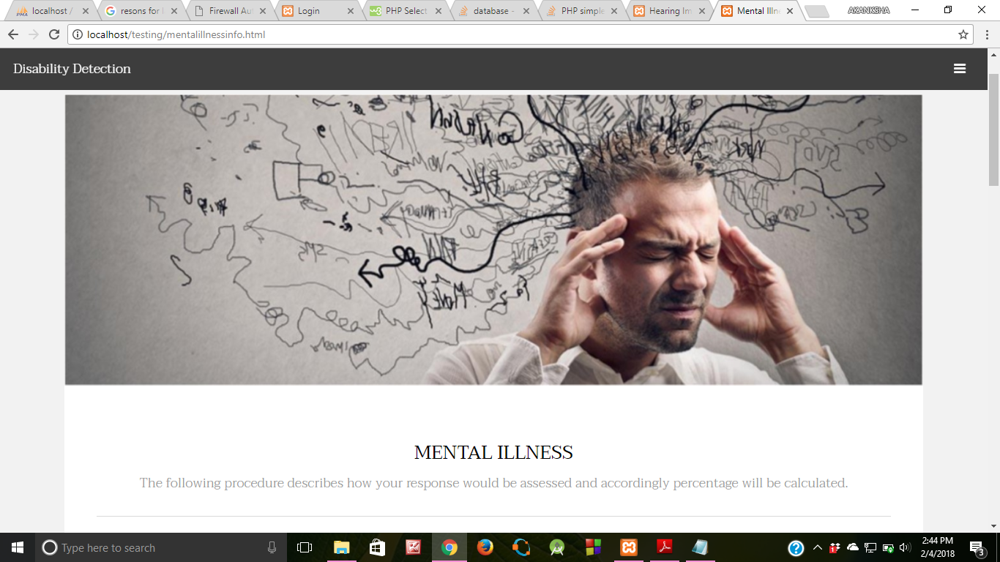 localhost /
resons for
Firewall Aut
Login
PHP Select
database -
PHP simple
Hearing Im
Mental Illn
AKANKSHA
localhost/testing/mentalillnessinfo.html
Disability Detection
MONEY
MENTAL ILLNESS
The following procedure describes how your response would be assessed and accordingly percentage will be calculated.
Type here to search
2:44 PM
2/4/2018
3